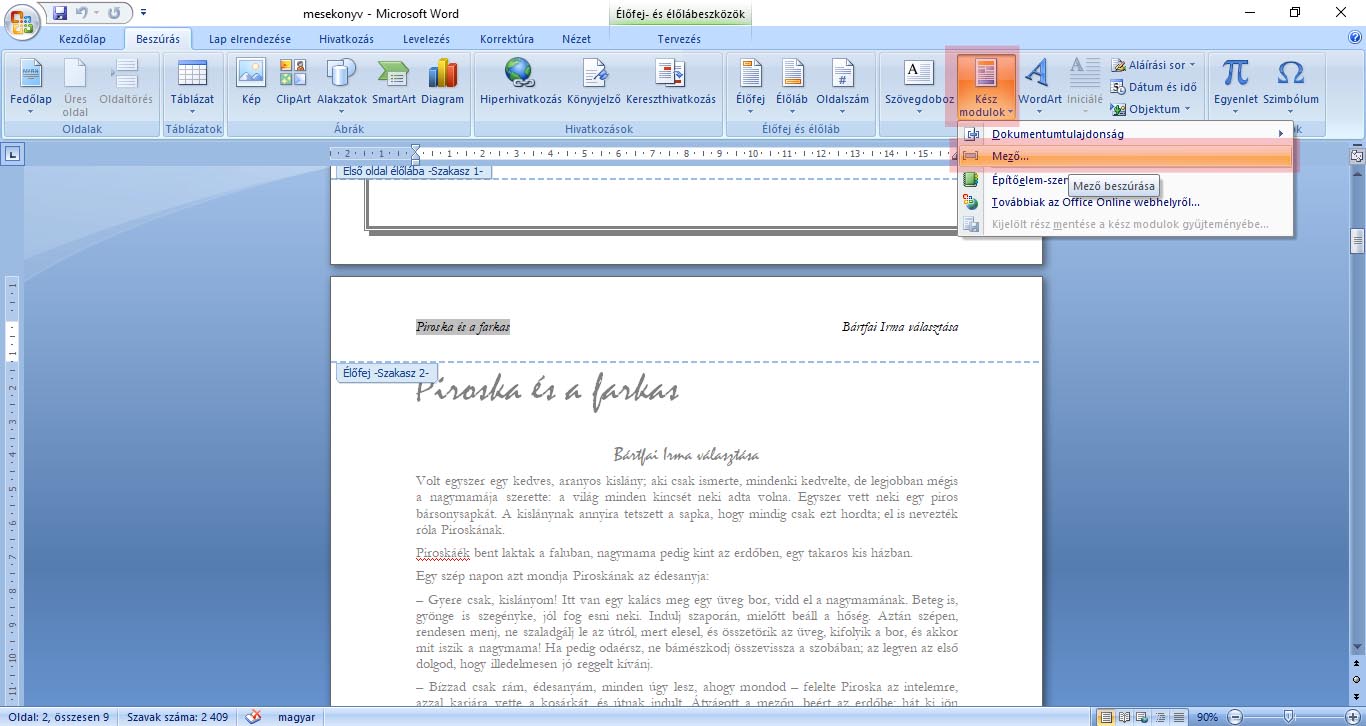 mesekonyv - Microsoft Word
Élőfej- és élőlábeszközök
Kezdőlap Beszúrás Lap elrendezése Hivatkozás Levelezés Korrektúra Nézet Tervezés
Fedőlap Üres oldal Oldaltörés Táblázat Kép ClipArt Alakzatok SmartArt Diagram Hiperhivatkozás Könyvjelző Kereszthivatkozás Élőfej Élőláb Oldalszám Szövegdoboz Kész modulok WordArt Iniciálé
Aláírási sor
Dátum és idő
Objektum
Egyenlet Szimbólum
Oldalak Táblázatok Ábrák Hivatkozások Élőfej és élőláb
Dokumentumtulajdonság
Mező...
Építőelem-szer
Mező beszúrása
Továbbiak az Office Online webhelyről...
Kijelölt rész mentése a kész modulok gyűjteményébe...
Első oldal élőlába -Szakasz 1-
Piroska és a farkas Bártfai Irma választása
Élőfej -Szakasz 2-
Piroska és a farkas
Bártfai Irma választása
Volt egyszer egy kedves, aranyos kislány; aki csak ismerte, mindenki kedvelte, de legjobban mégis
a nagymamája szerette: a világ minden kincsét neki adta volna. Egyszer vett neki egy piros
bársonysapkát. A kislánynak annyira tetszett a sapka, hogy mindig csak ezt hordta; el is nevezték
róla Piroskának.
Piroskáék bent laktak a faluban, nagymama pedig kint az erdőben, egy takaros kis házban.
Egy szép napon azt mondja Piroskának az édesanyja:
– Gyere csak, kislányom! Itt van egy kalács meg egy üveg bor, vidd el a nagymamának. Beteg is,
gyönge is szegényke, jól fog esni neki. Indulj szaporán, mielőtt beáll a hőség. Aztán szépen,
rendesen menj, ne szaladgálj le az útról, mert elesel, és összetörik az üveg, kifolyik a bor, és akkor
mit iszik a nagymama! Ha pedig odaérsz, ne bámészkodj összevissza a szobában; az legyen az első
dolgod, hogy illedelmesen jó reggelt kívánj.
– Bízzad csak rám, édesanyám, minden úgy lesz, ahogy mondod – felelte Piroska az intelemre,
azzal karjára vette a kosárkát, és útnak indult. Átvágott a mezőn, beért az erdőbe; hát ki jön
Oldal: 2, összesen 9 Szavak száma: 2 409 magyar 90%